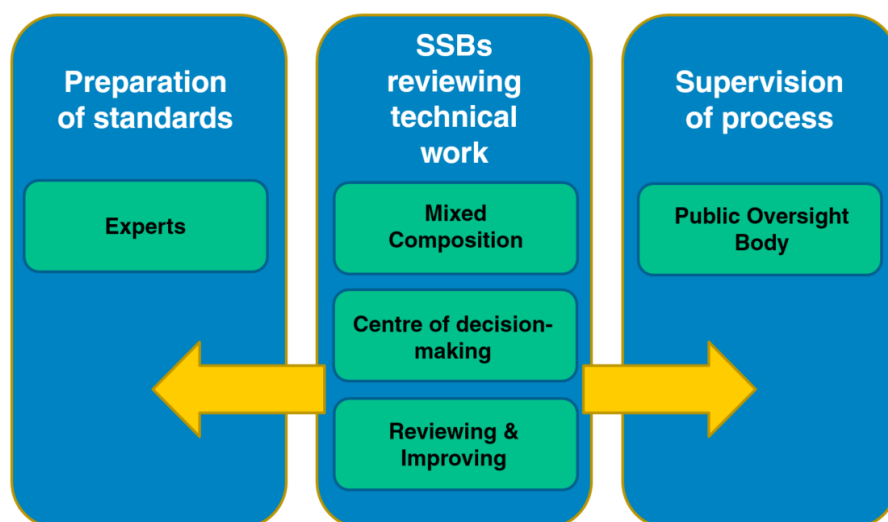 Preparation
of standards
Experts
SSBs
reviewing
technical
work
Mixed
Composition
Centre of decision-
making
Reviewing &
Improving
Supervision
of process
Public Oversight
Body